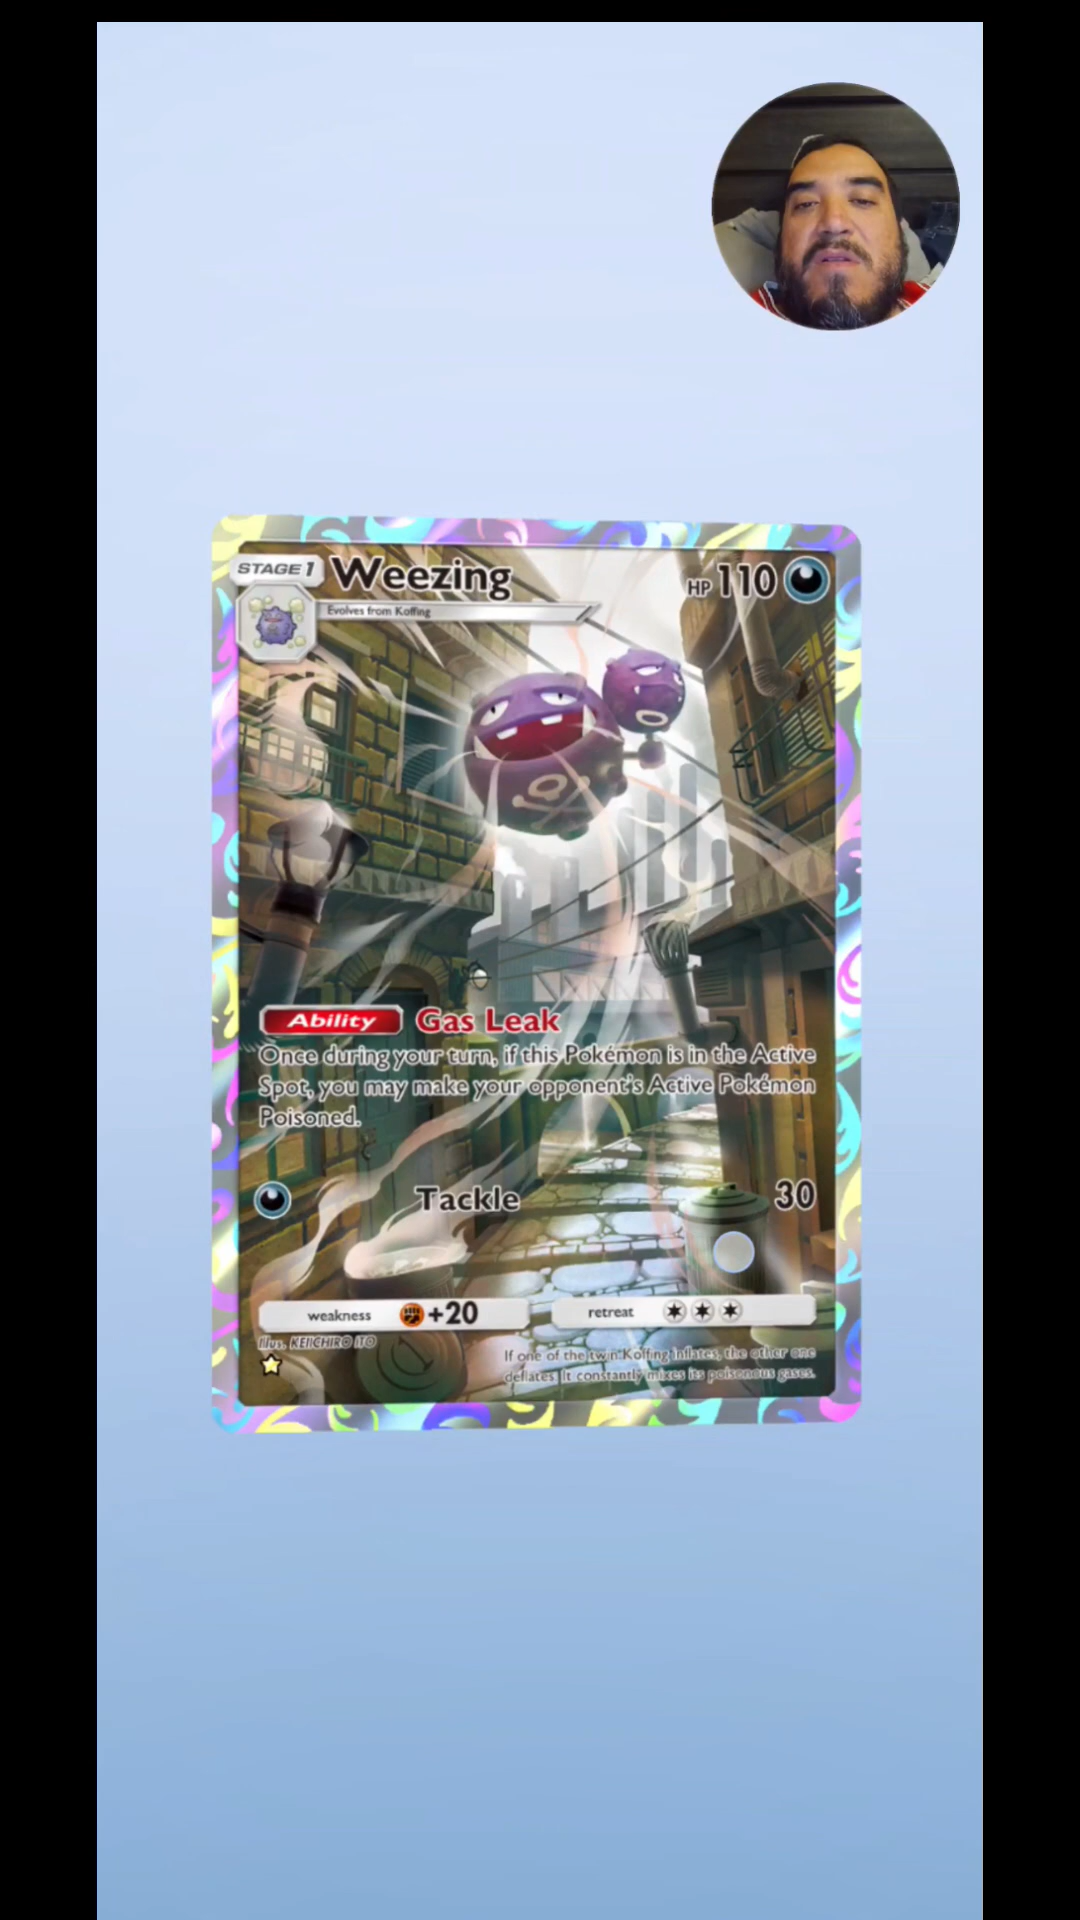 STAGE 1 Weezing HP 110
Evolves from Koffing
Ability Gas Leak
Once during your turn, if this Pokémon is in the Active
Spot, you may make your opponent's Active Pokémon
Poisoned.
Tackle 30
weakness +20 retreat
Illus. KEIICHIRO ITO
If one of the twin Koffing inflates, the other one
deflates. It constantly mixes its poisonous gases.